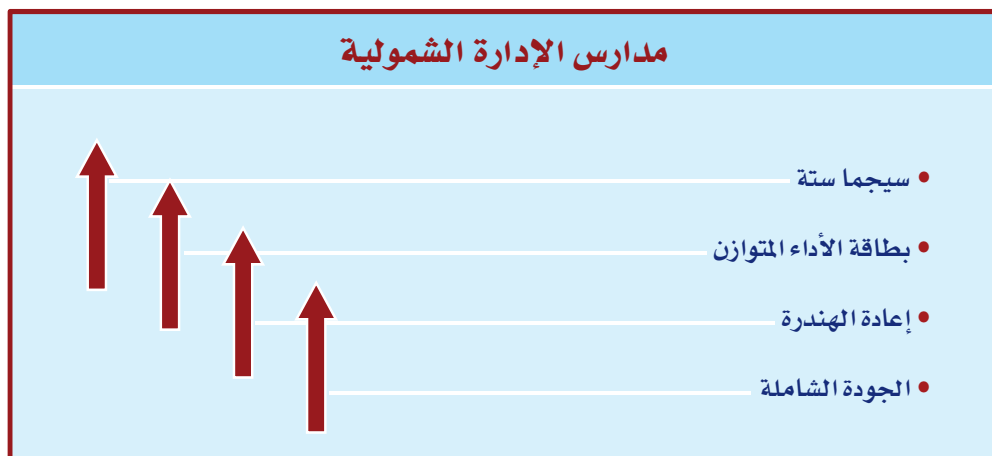 مدارس الإدارة الشمولية
• سيجما ستة
• بطاقة الأداء المتوازن
• إعادة الهندرة
• الجودة الشاملة